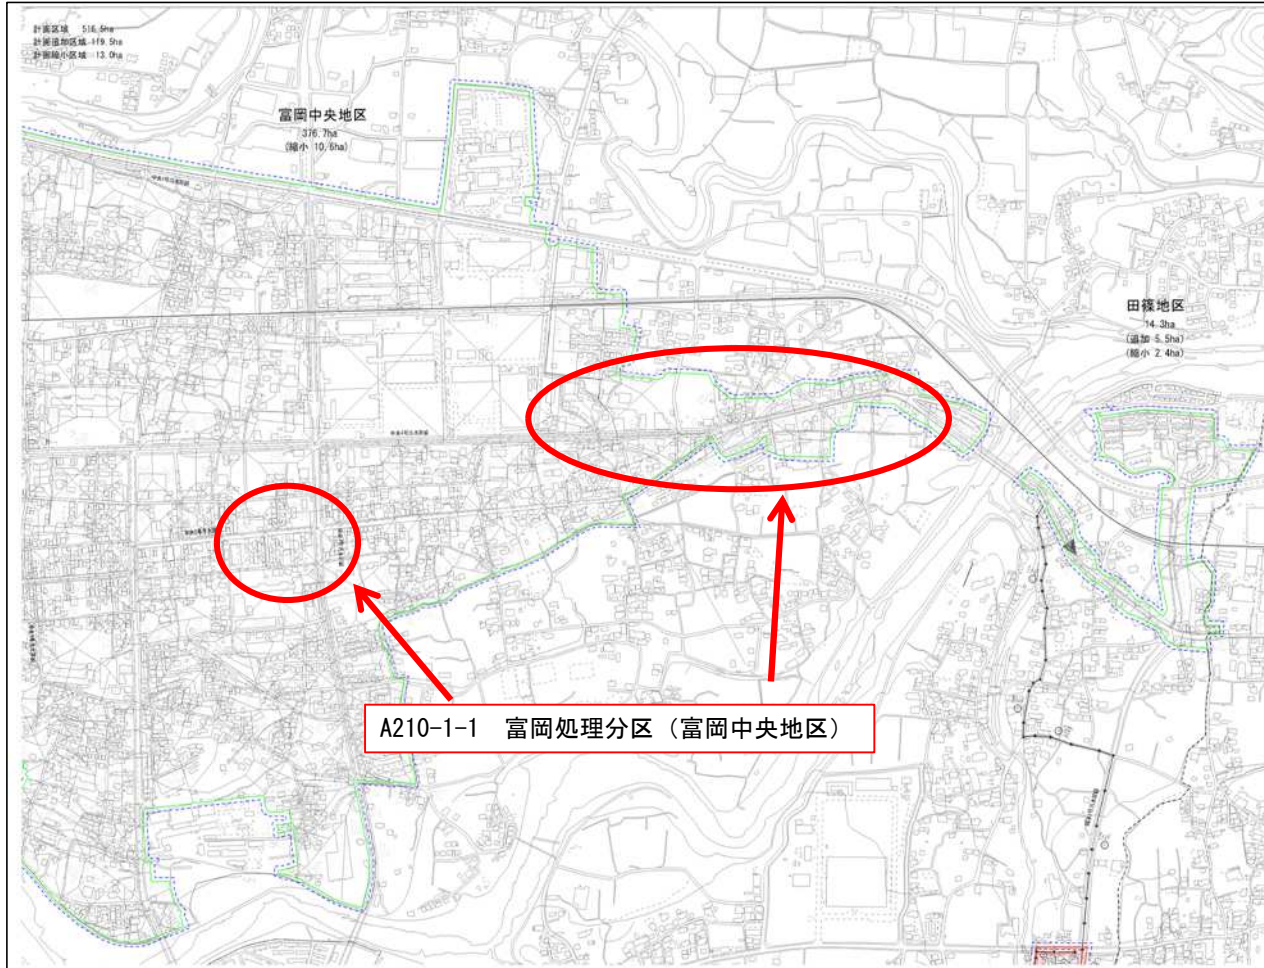 計画区域 516.5ha
計画追加区域 119.5ha
計画縮小区域 13.0ha
富岡中央地区
376.7ha
(縮小 10.6ha)
田篠地区
14.3ha
(追加 5.5ha)
(縮小 2.4ha)
A210-1-1 富岡処理分区（富岡中央地区）